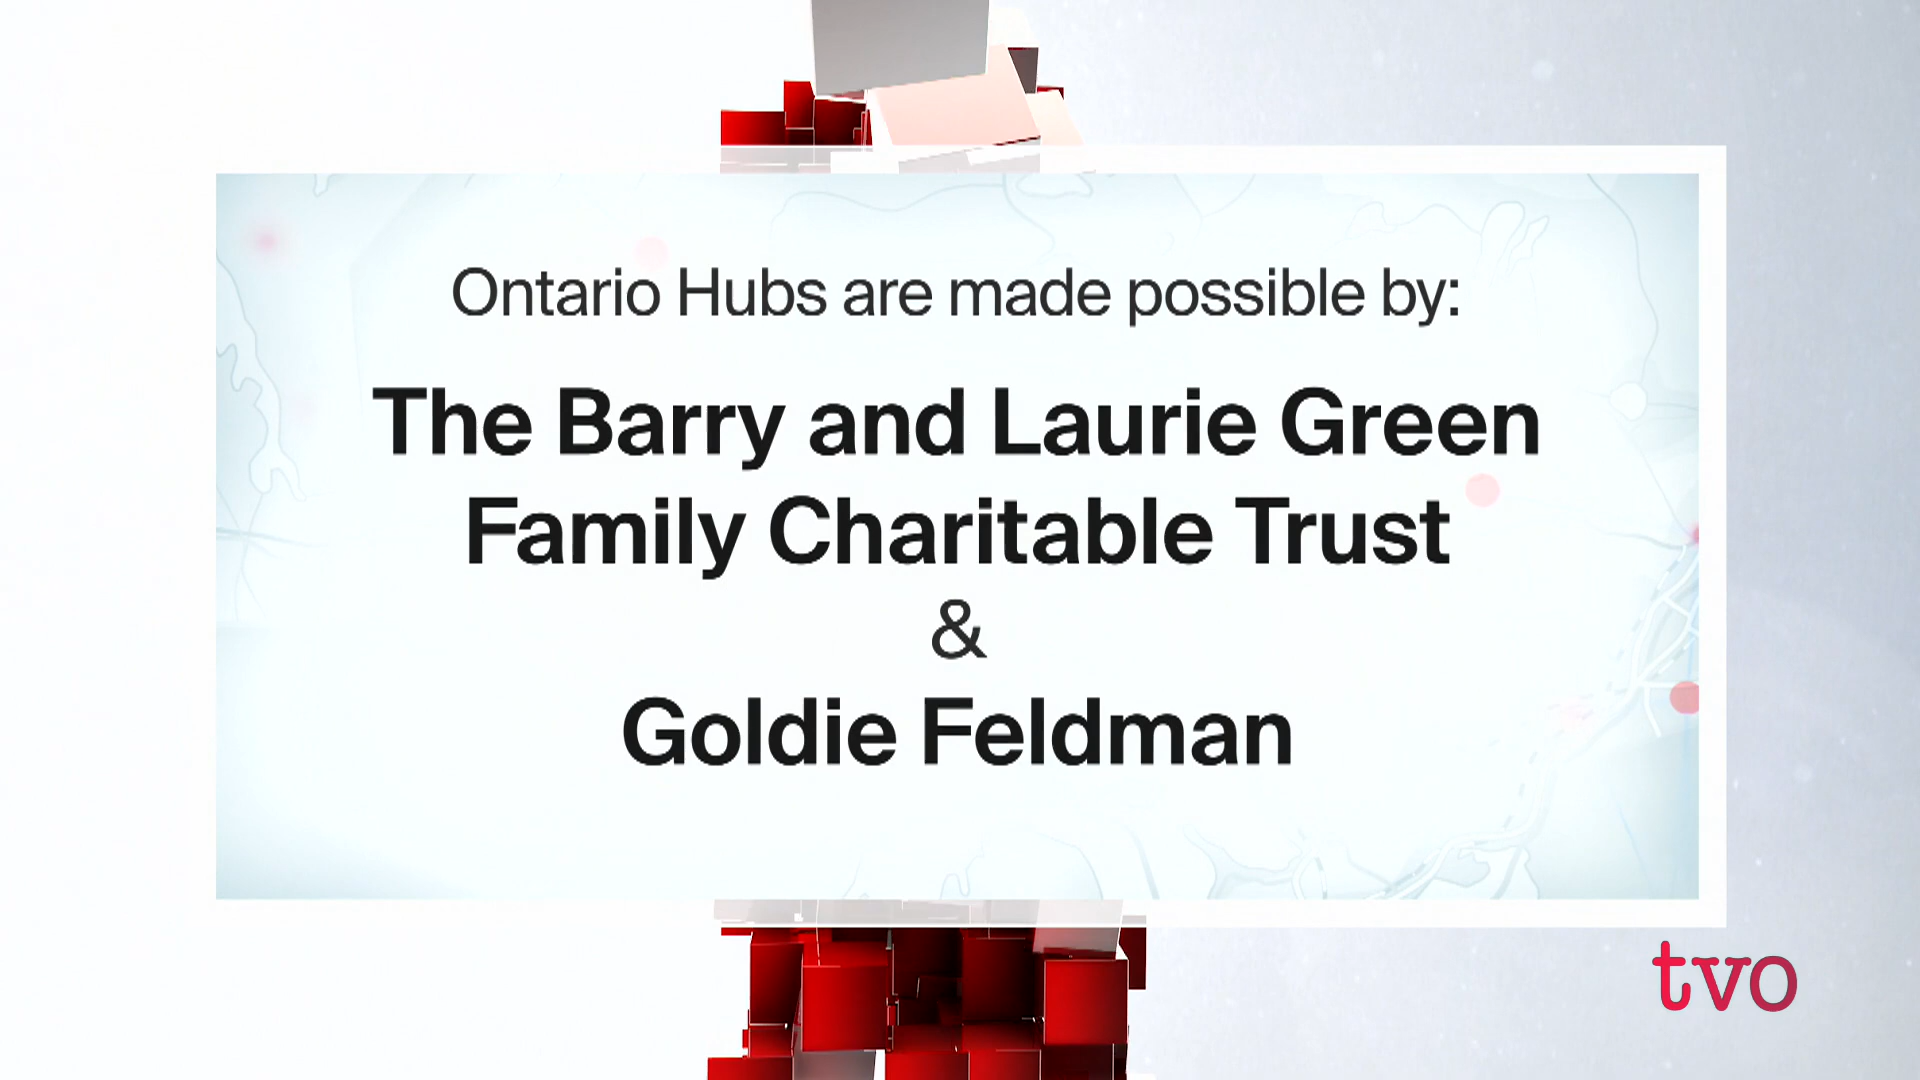 Ontario Hubs are made possible by:
The Barry and Laurie Green
Family Charitable Trust
&
Goldie Feldman
tvo